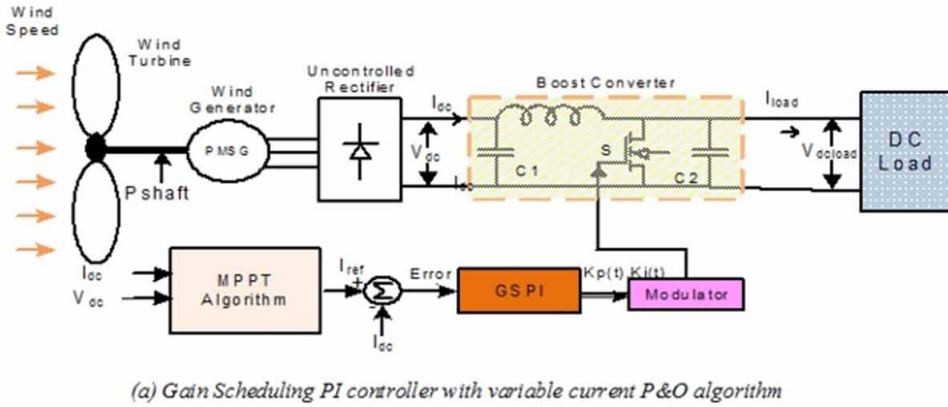 Wind
Speed
Wind
Turbine
Wind
Generator
PMSG
Pshaft
Uncontrolled
Rectifier
Idc
Vdc
Boost Converter
C1
S
C2
Iload
Vdcload
DC
Load
Idc
Vdc
MPPT
Algorithm
Iref
+
Σ
-
Idc
Error
GSPI
Kp(t) Ki(t)
Modulator
(a) Gain Scheduling PI controller with variable current P&O algorithm